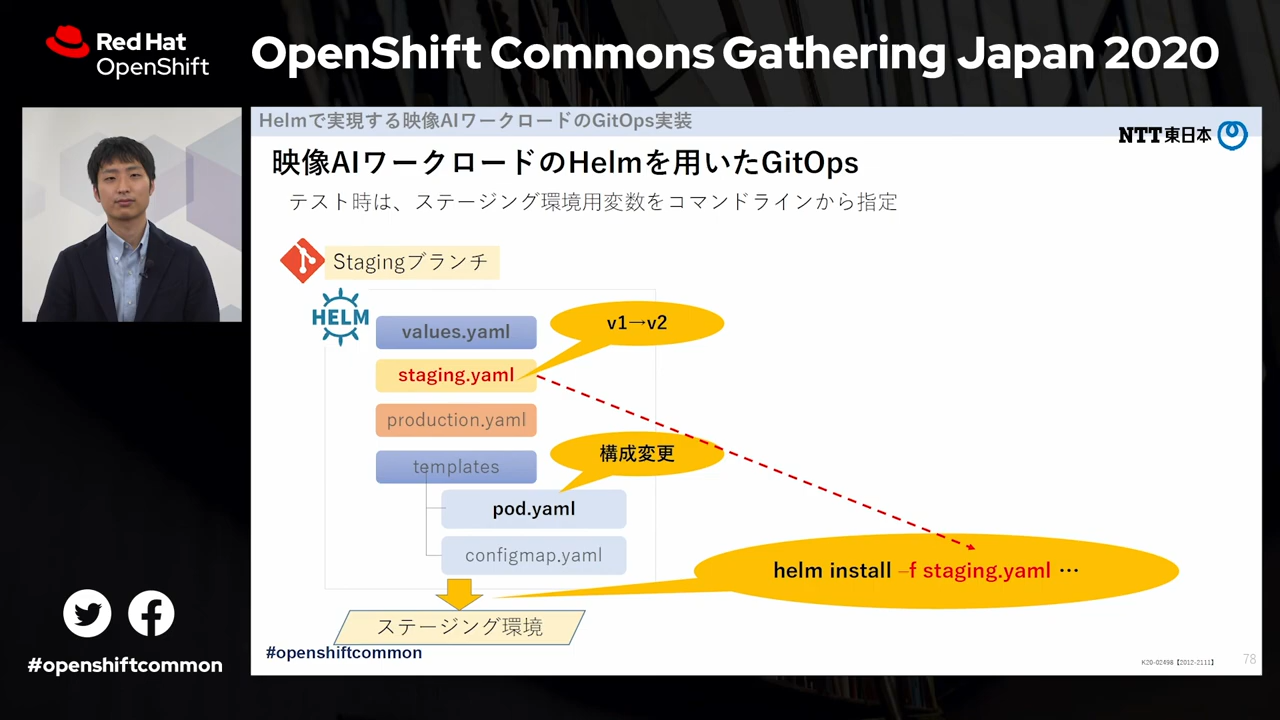 Red Hat
OpenShift
OpenShift Commons Gathering Japan 2020
Helmで実現する映像AIワークロードのGitOps実装
NTT東日本
映像AIワークロードのHelmを用いたGitOps
テスト時は、ステージング環境用変数をコマンドラインから指定
Stagingブランチ
HELM
values.yaml
v1→v2
staging.yaml
production.yaml
構成変更
templates
pod.yaml
configmap.yaml
helm install –f staging.yaml …
ステージング環境
#openshiftcommon
K20-02498【2012-2111】
78
#openshiftcommon